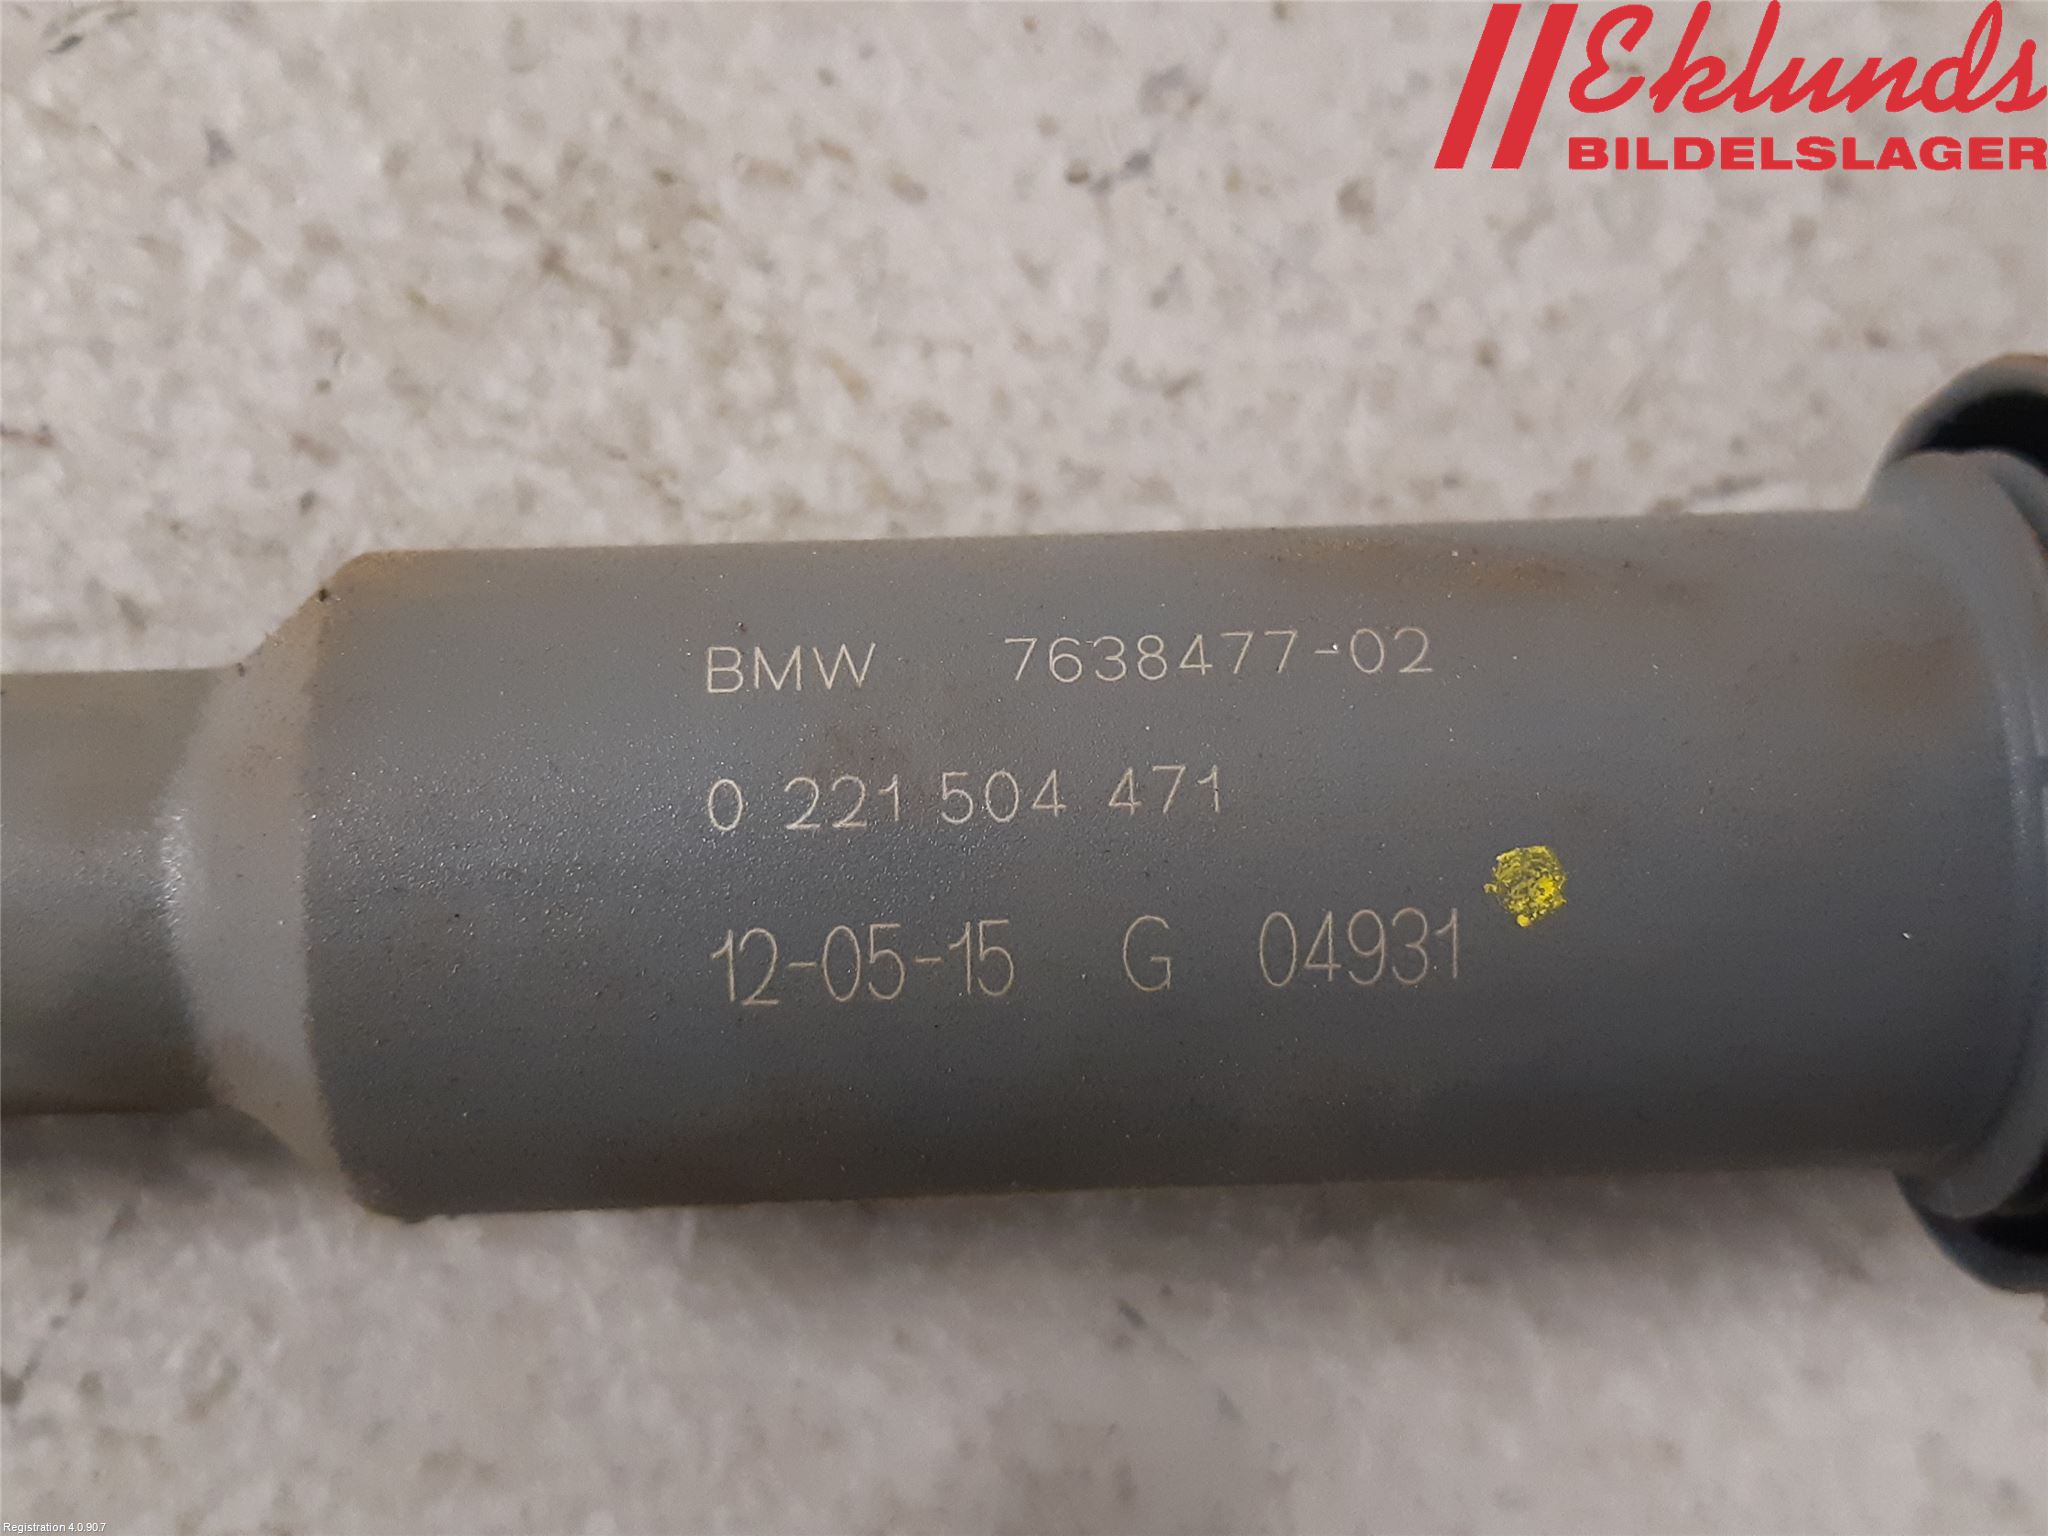 Eklunds
BILDELSLAGER
BMW 7638477-02
0 221 504 471
12-05-15 G 04931
Registration 4.0.90.7